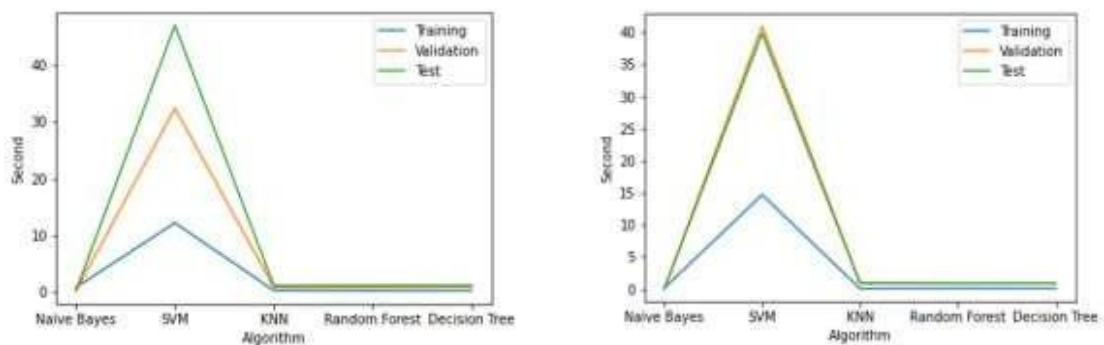 Training
Validation
Test
40
30
20
10
0
Second
Naive Bayes SVM KNN Random Forest Decision Tree
Algorithm
Training
Validation
Test
40
35
30
25
20
15
10
5
0
Second
Naive Bayes SVM KNN Random Forest Decision Tree
Algorithm